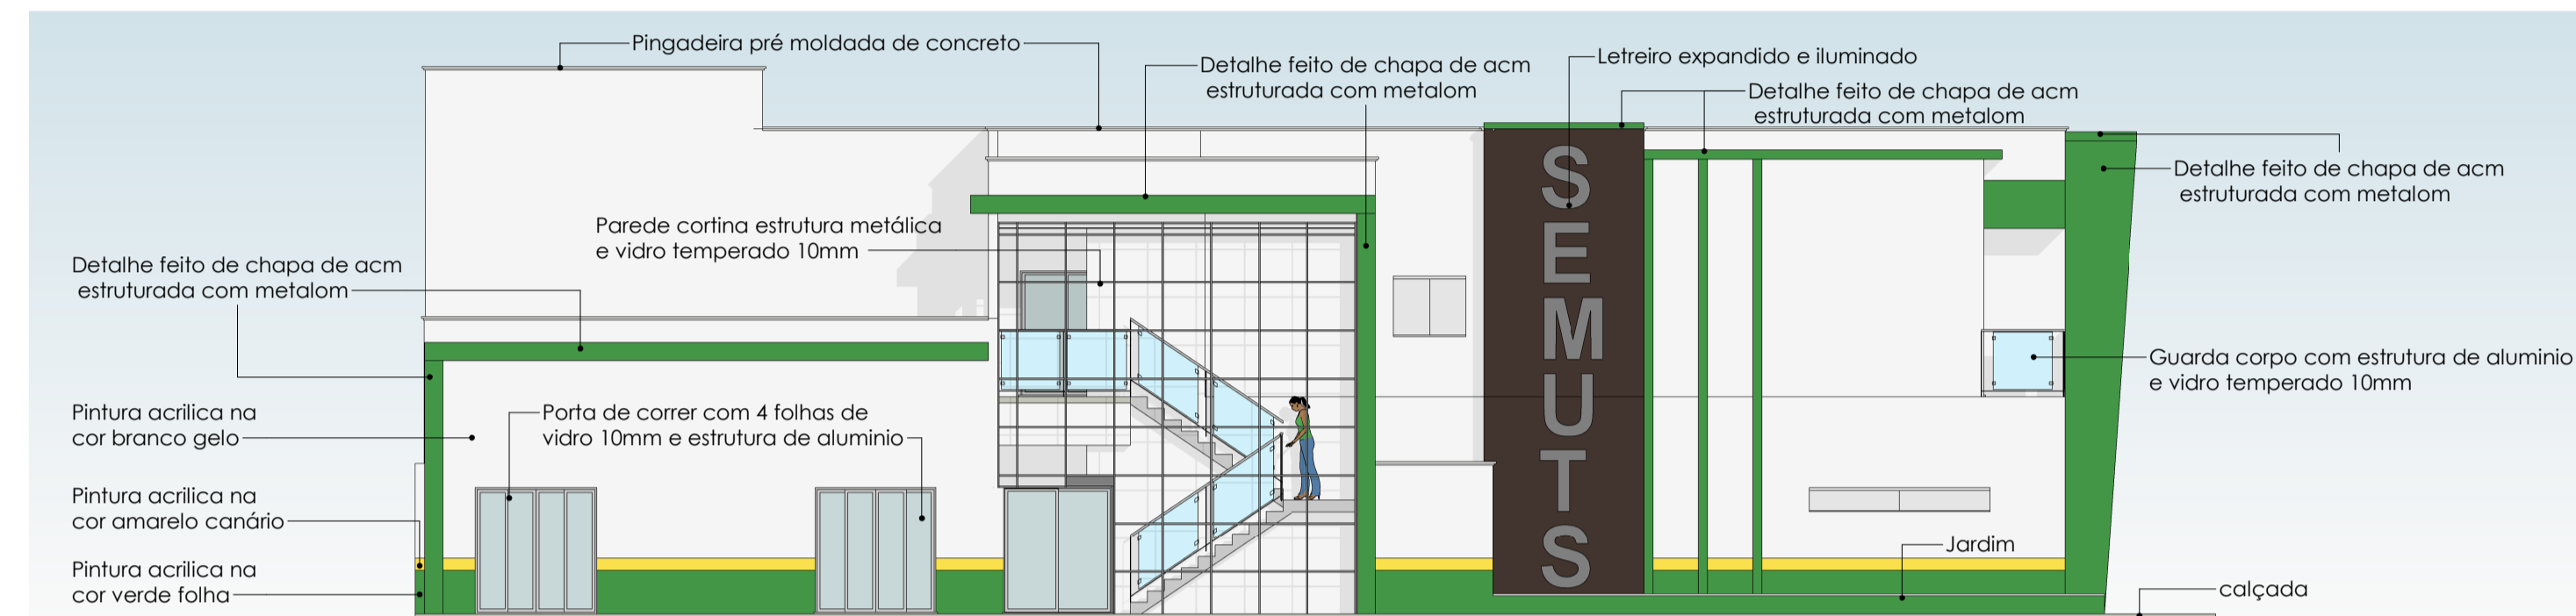 Pingadeira pré moldada de concreto
Detalhe feito de chapa de acm
estruturada com metalom
Letreiro expandido e iluminado
Detalhe feito de chapa de acm
estruturada com metalom
Detalhe feito de chapa de acm
estruturada com metalom
Parede cortina estrutura metálica
e vidro temperado 10mm
Detalhe feito de chapa de acm
estruturada com metalom
SEMUTS
Guarda corpo com estrutura de aluminio
e vidro temperado 10mm
Pintura acrilica na
cor branco gelo
Porta de correr com 4 folhas de
vidro 10mm e estrutura de aluminio
Pintura acrilica na
cor amarelo canário
Jardim
Pintura acrilica na
cor verde folha
calçada